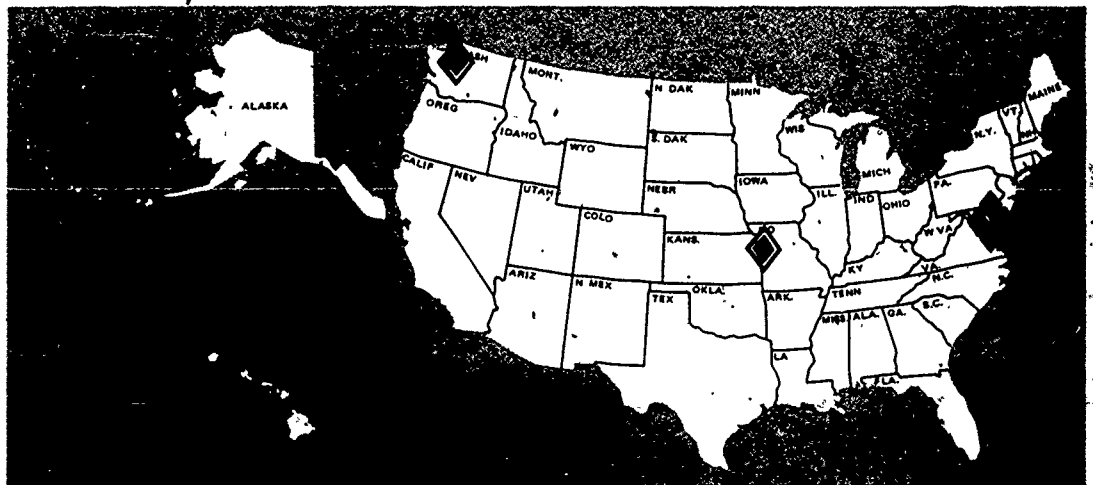 ALASKA
SH
MONT.
N DAK
MINN
MAINE
OREG
IDAHO
WIS
VT.
N.Y.
S. DAK
WYO
MICH
CALIF
NEV
UTAH
NEBR
IOWA
PA.
ILL.
IND
OHIO
COLO
KANS.
W VA
KY
VA.
ARIZ
N MEX
OKLA.
TENN
N.C.
TEX
ARK.
S.C.
MISS.
ALA.
GA.
LA
FLA.